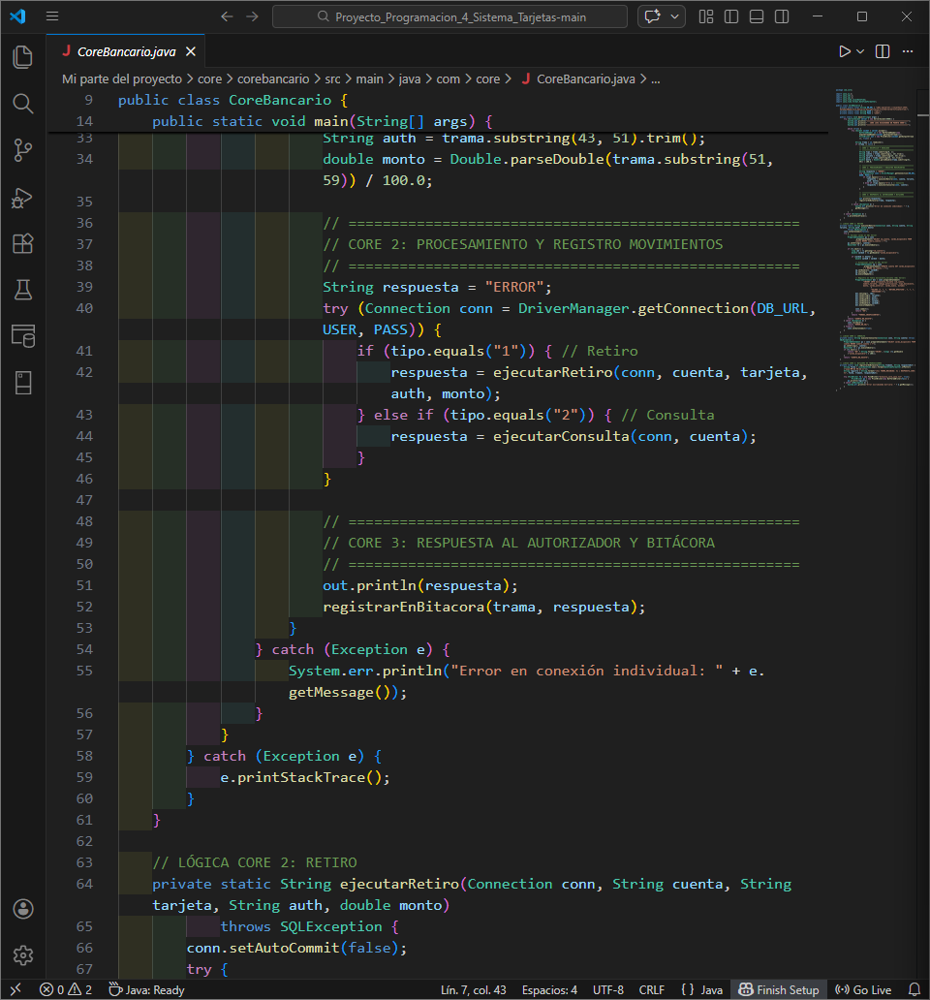 Proyecto_Programacion_4_Sistema_Tarjetas-main
J CoreBancario.java
Mi parte del proyecto > core > corebancario > src > main > java > com > core > J CoreBancario.java > ...
9 public class CoreBancario {
14 public static void main(String[] args) {
33 String auth = trama.substring(43, 51).trim();
34 double monto = Double.parseDouble(trama.substring(51,
59)) / 100.0;
35
36 // =====================================================
37 // CORE 2: PROCESAMIENTO Y REGISTRO MOVIMIENTOS
38 // =====================================================
39 String respuesta = "ERROR";
40 try (Connection conn = DriverManager.getConnection(DB_URL,
USER, PASS)) {
41 if (tipo.equals("1")) { // Retiro
42 respuesta = ejecutarRetiro(conn, cuenta, tarjeta,
auth, monto);
43 } else if (tipo.equals("2")) { // Consulta
44 respuesta = ejecutarConsulta(conn, cuenta);
45 }
46 }
47
48 // =====================================================
49 // CORE 3: RESPUESTA AL AUTORIZADOR Y BITÁCORA
50 // =====================================================
51 out.println(respuesta);
52 registrarEnBitacora(trama, respuesta);
53 }
54 } catch (Exception e) {
55 System.err.println("Error en conexión individual: " + e.
getMessage());
56 }
57 }
58 } catch (Exception e) {
59 e.printStackTrace();
60 }
61 }
62
63 // LÓGICA CORE 2: RETIRO
64 private static String ejecutarRetiro(Connection conn, String cuenta, String
tarjeta, String auth, double monto)
65 throws SQLException {
66 conn.setAutoCommit(false);
67 try {
0 2 Java: Ready Lín. 7, col. 43 Espacios: 4 UTF-8 CRLF { } Java Finish Setup Go Live